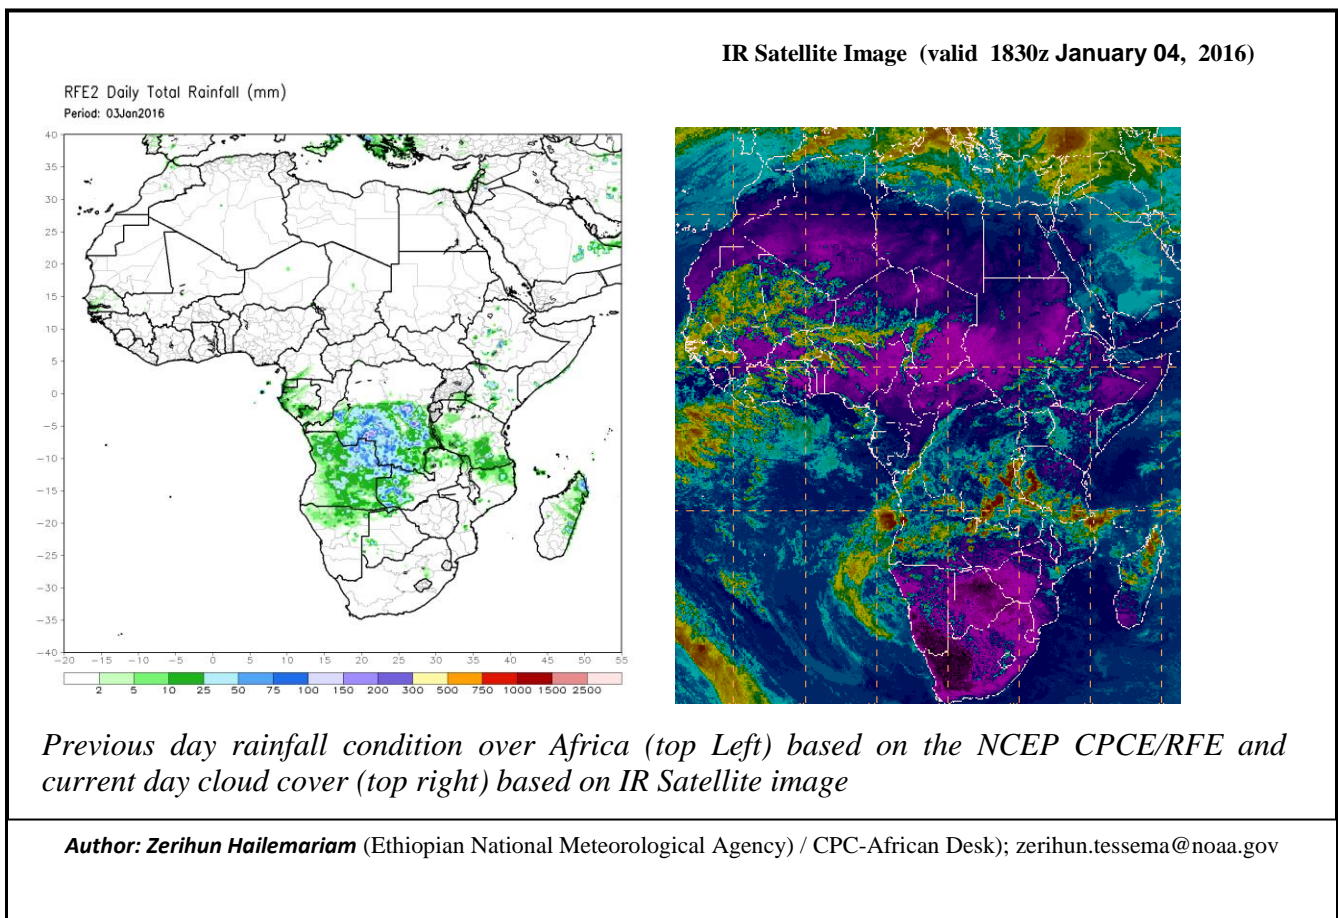 IR Satellite Image (valid 1830z January 04, 2016)
RFE2 Daily Total Rainfall (mm)
Period: 03Jan2016
40
35
30
25
20
15
10
5
0
−5
−10
−15
−20
−25
−30
−35
−40
−20 −15 −10 −5 0 5 10 15 20 25 30 35 40 45 50 55
2 5 10 25 50 75 100 150 200 300 500 750 1000 1500 2500
Previous day rainfall condition over Africa (top Left) based on the NCEP CPCE/RFE and
current day cloud cover (top right) based on IR Satellite image
Author: Zerihun Hailemariam (Ethiopian National Meteorological Agency) / CPC-African Desk); zerihun.tessema@noaa.gov